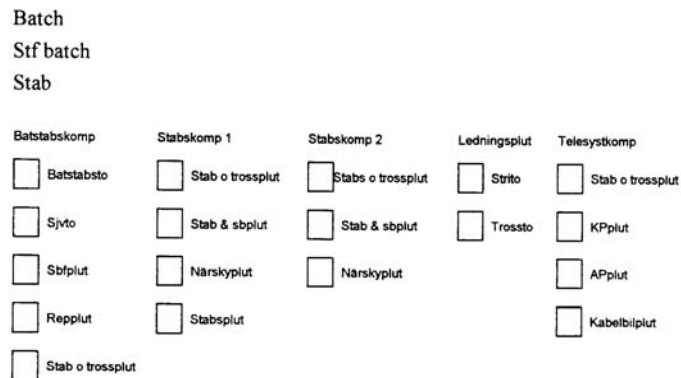 Batch
Stf batch
Stab
Batstabskomp Stabskomp 1 Stabskomp 2 Ledningsplut Telesystkomp
Batstabsto Stab o trossplut Stabs o trossplut Strito Stab o trossplut
Sjvto Stab & sbplut Stab & sbplut Trossto KPplut
Sbfplut Närskyplut Närskyplut APplut
Repplut Stabsplut Kabelbilplut
Stab o trossplut